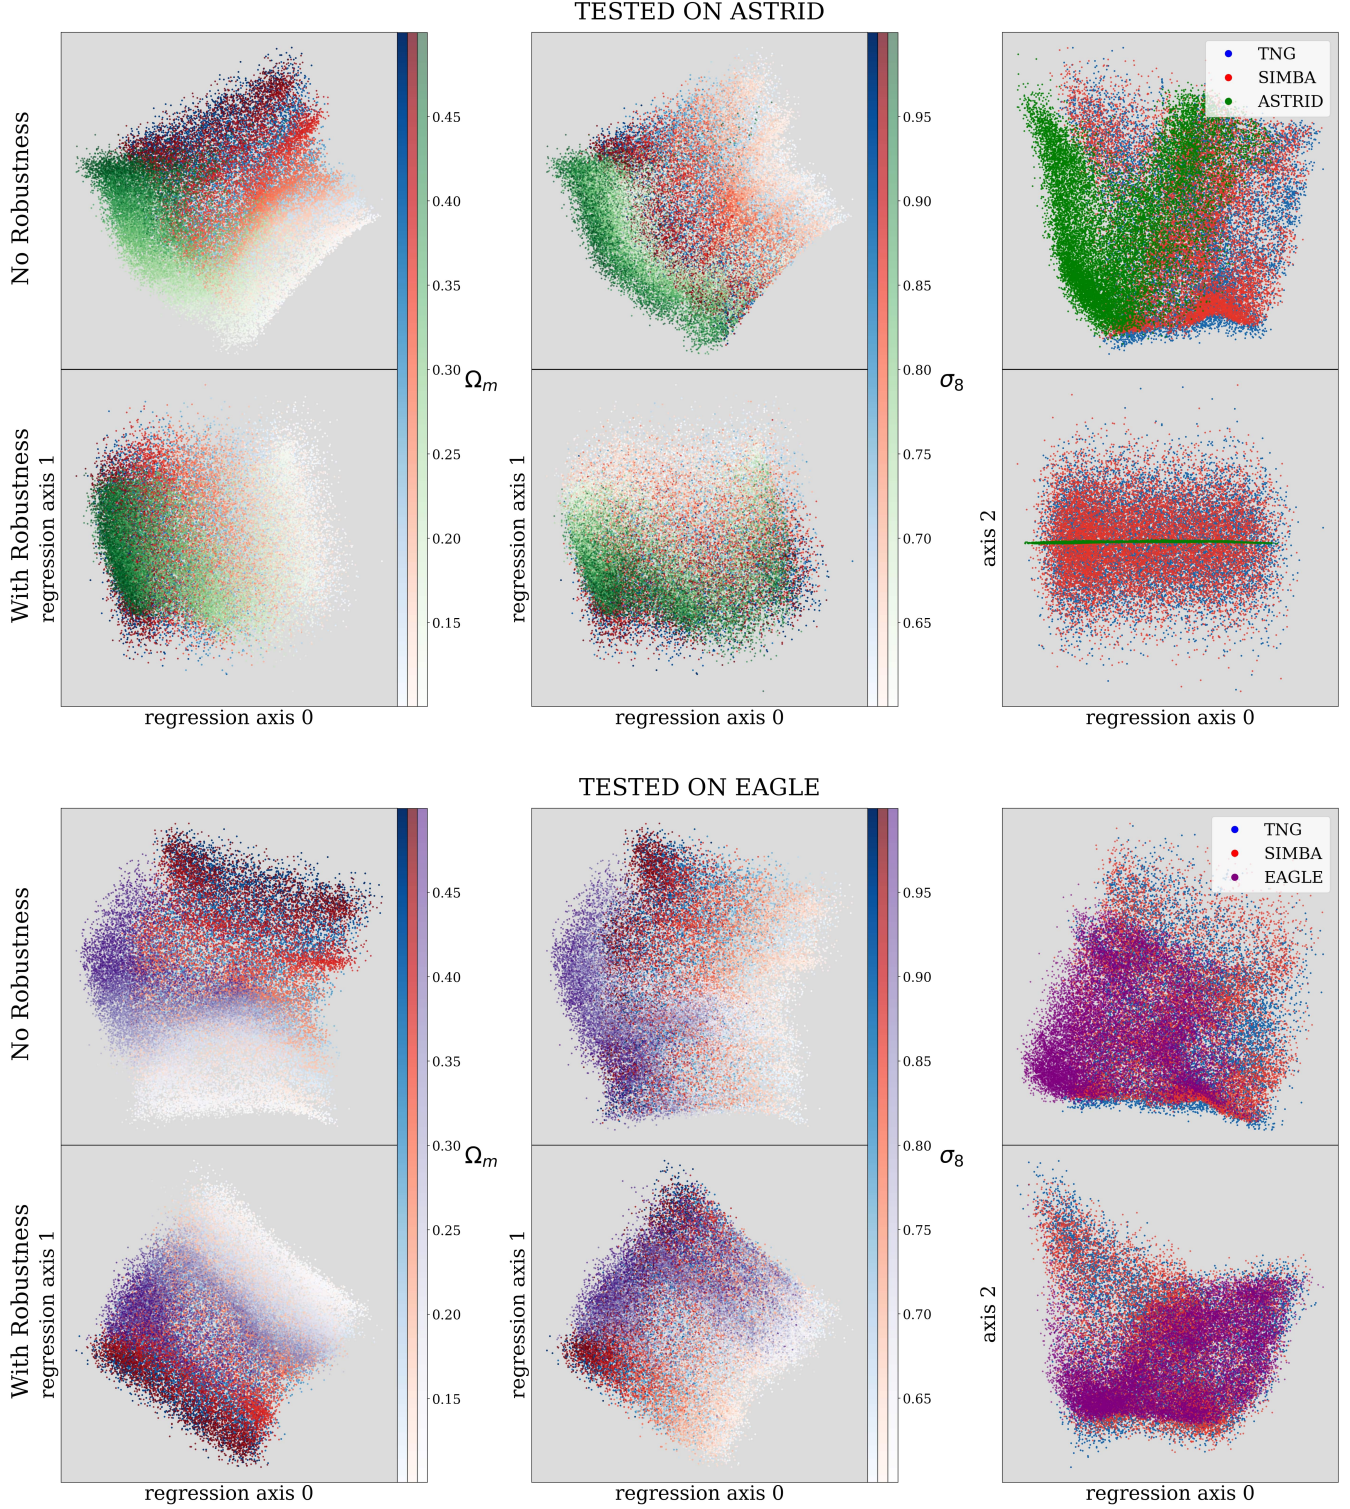 TESTED ON ASTRID
No Robustness
With Robustness
regression axis 1
regression axis 0
0.45
0.40
0.35
0.30
0.25
0.20
0.15
Ωm
regression axis 1
regression axis 0
0.95
0.90
0.85
0.80
0.75
0.70
0.65
σ8
TNG
SIMBA
ASTRID
axis 2
regression axis 0
TESTED ON EAGLE
No Robustness
With Robustness
regression axis 1
regression axis 0
0.45
0.40
0.35
0.30
0.25
0.20
0.15
Ωm
regression axis 1
regression axis 0
0.95
0.90
0.85
0.80
0.75
0.70
0.65
σ8
TNG
SIMBA
EAGLE
axis 2
regression axis 0